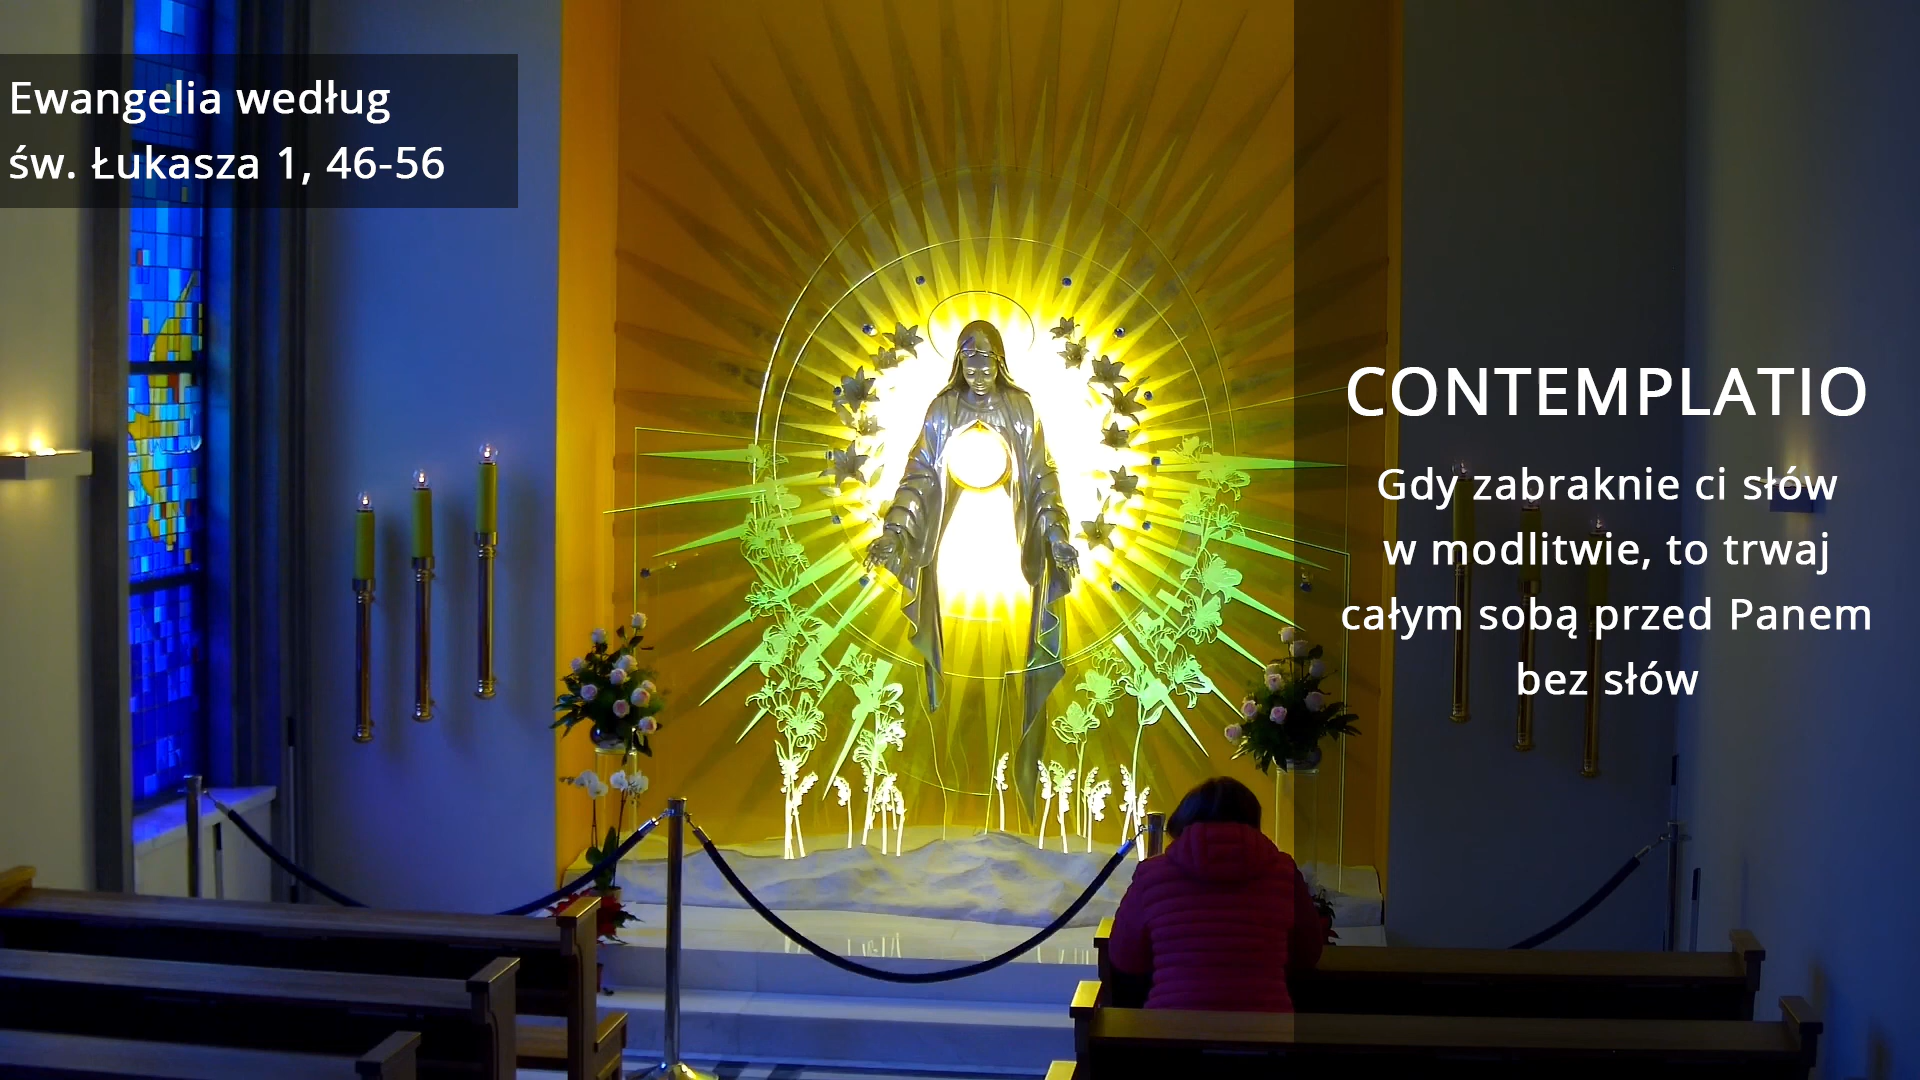 Ewangelia według
św. Łukasza 1, 46-56
CONTEMPLATIO
Gdy zabraknie ci słów
w modlitwie, to trwaj
całym sobą przed Panem
bez słów